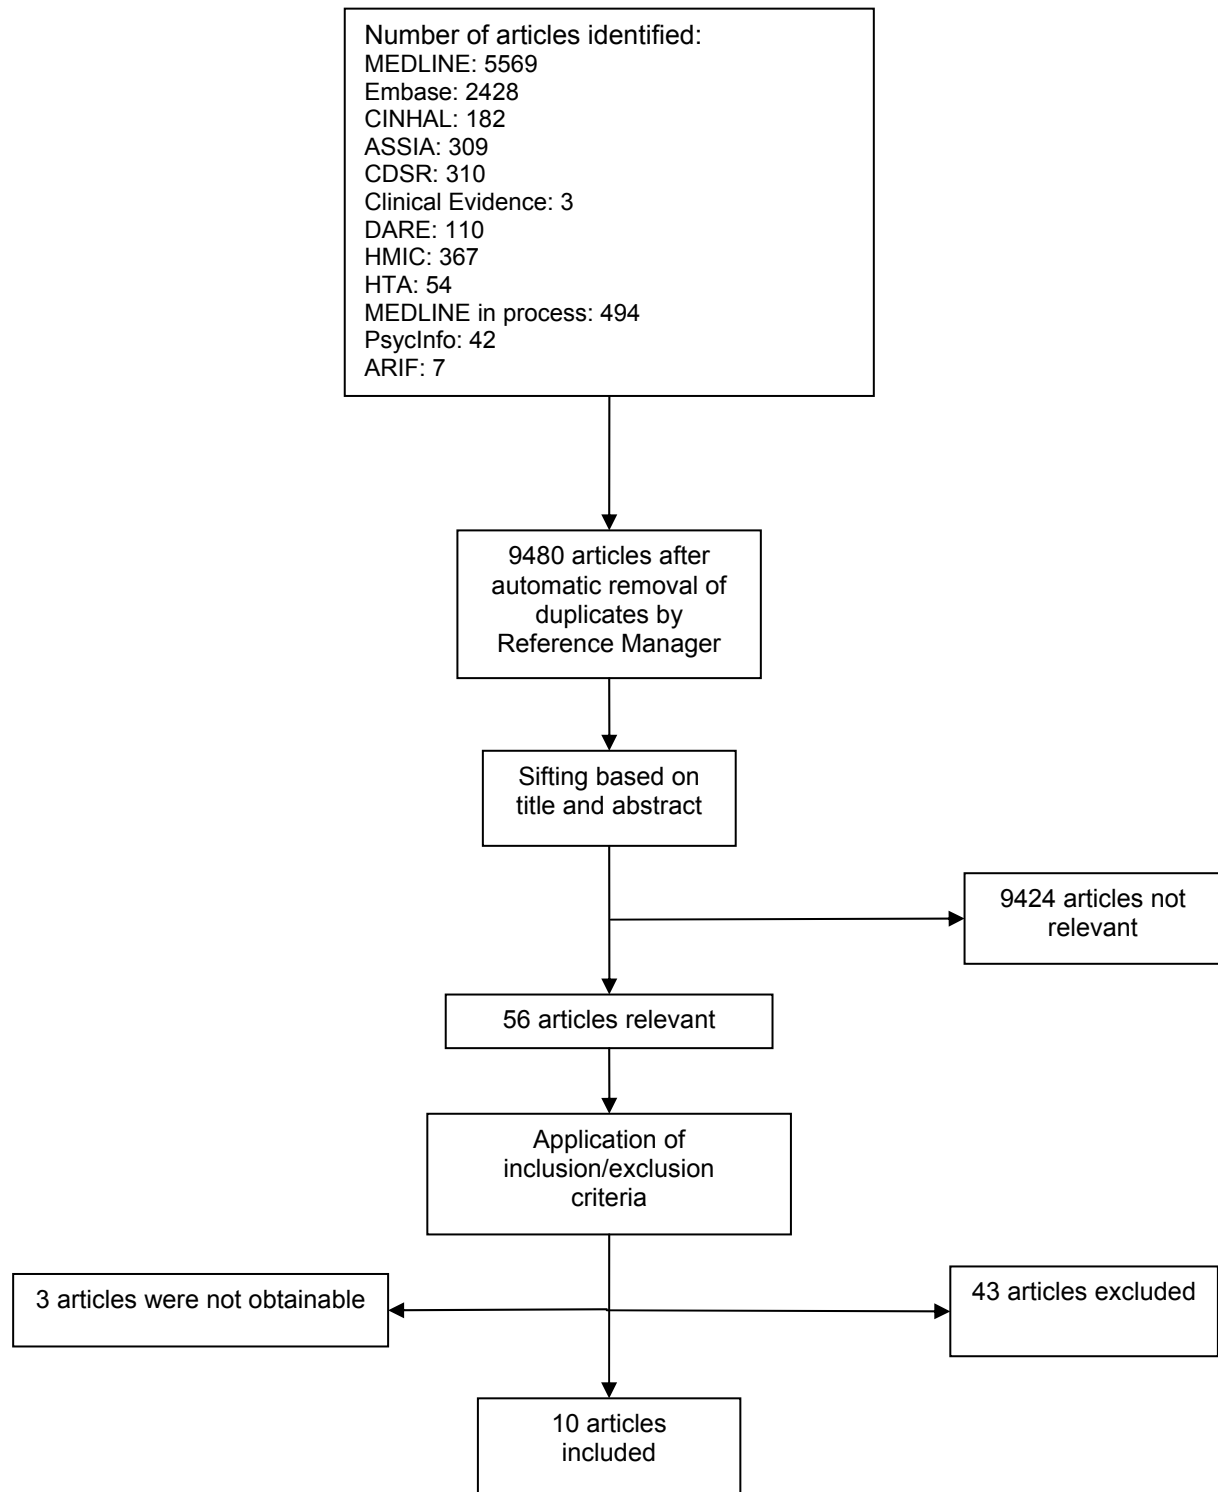 Number of articles identified:
MEDLINE: 5569
Embase: 2428
CINHAL: 182
ASSIA: 309
CDSR: 310
Clinical Evidence: 3
DARE: 110
HMIC: 367
HTA: 54
MEDLINE in process: 494
PsycInfo: 42
ARIF: 7
9480 articles after
automatic removal of
duplicates by
Reference Manager
Sifting based on
title and abstract
9424 articles not
relevant
56 articles relevant
Application of
inclusion/exclusion
criteria
3 articles were not obtainable
43 articles excluded
10 articles
included